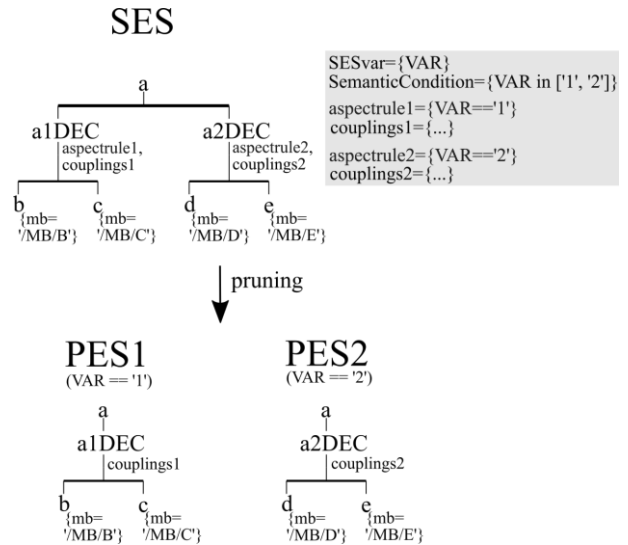 SES
SESvar={VAR}
SemanticCondition={VAR in ['1', '2']}
aspectrule1={VAR=='1'}
couplings1={...}
aspectrule2={VAR=='2'}
couplings2={...}
a
a1DEC
a2DEC
aspectrule1,
couplings1
aspectrule2,
couplings2
b
c
d
e
{mb=
'/MB/B'}
{mb=
'/MB/C'}
{mb=
'/MB/D'}
{mb=
'/MB/E'}
pruning
PES1
(VAR == '1')
PES2
(VAR == '2')
a
a1DEC
couplings1
b
c
{mb=
'/MB/B'}
{mb=
'/MB/C'}
a
a2DEC
couplings2
d
e
{mb=
'/MB/D'}
{mb=
'/MB/E'}